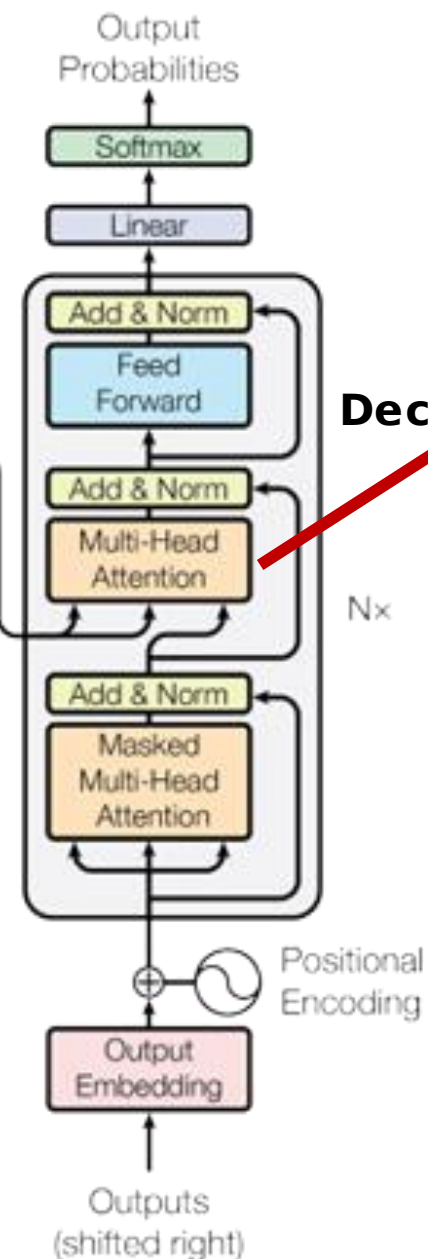 Output
Probabilities
Softmax
Linear
Add & Norm
Feed
Forward
Dec
Add & Norm
Multi-Head
Attention
N×
Add & Norm
Masked
Multi-Head
Attention
Positional
Encoding
Output
Embedding
Outputs
(shifted right)